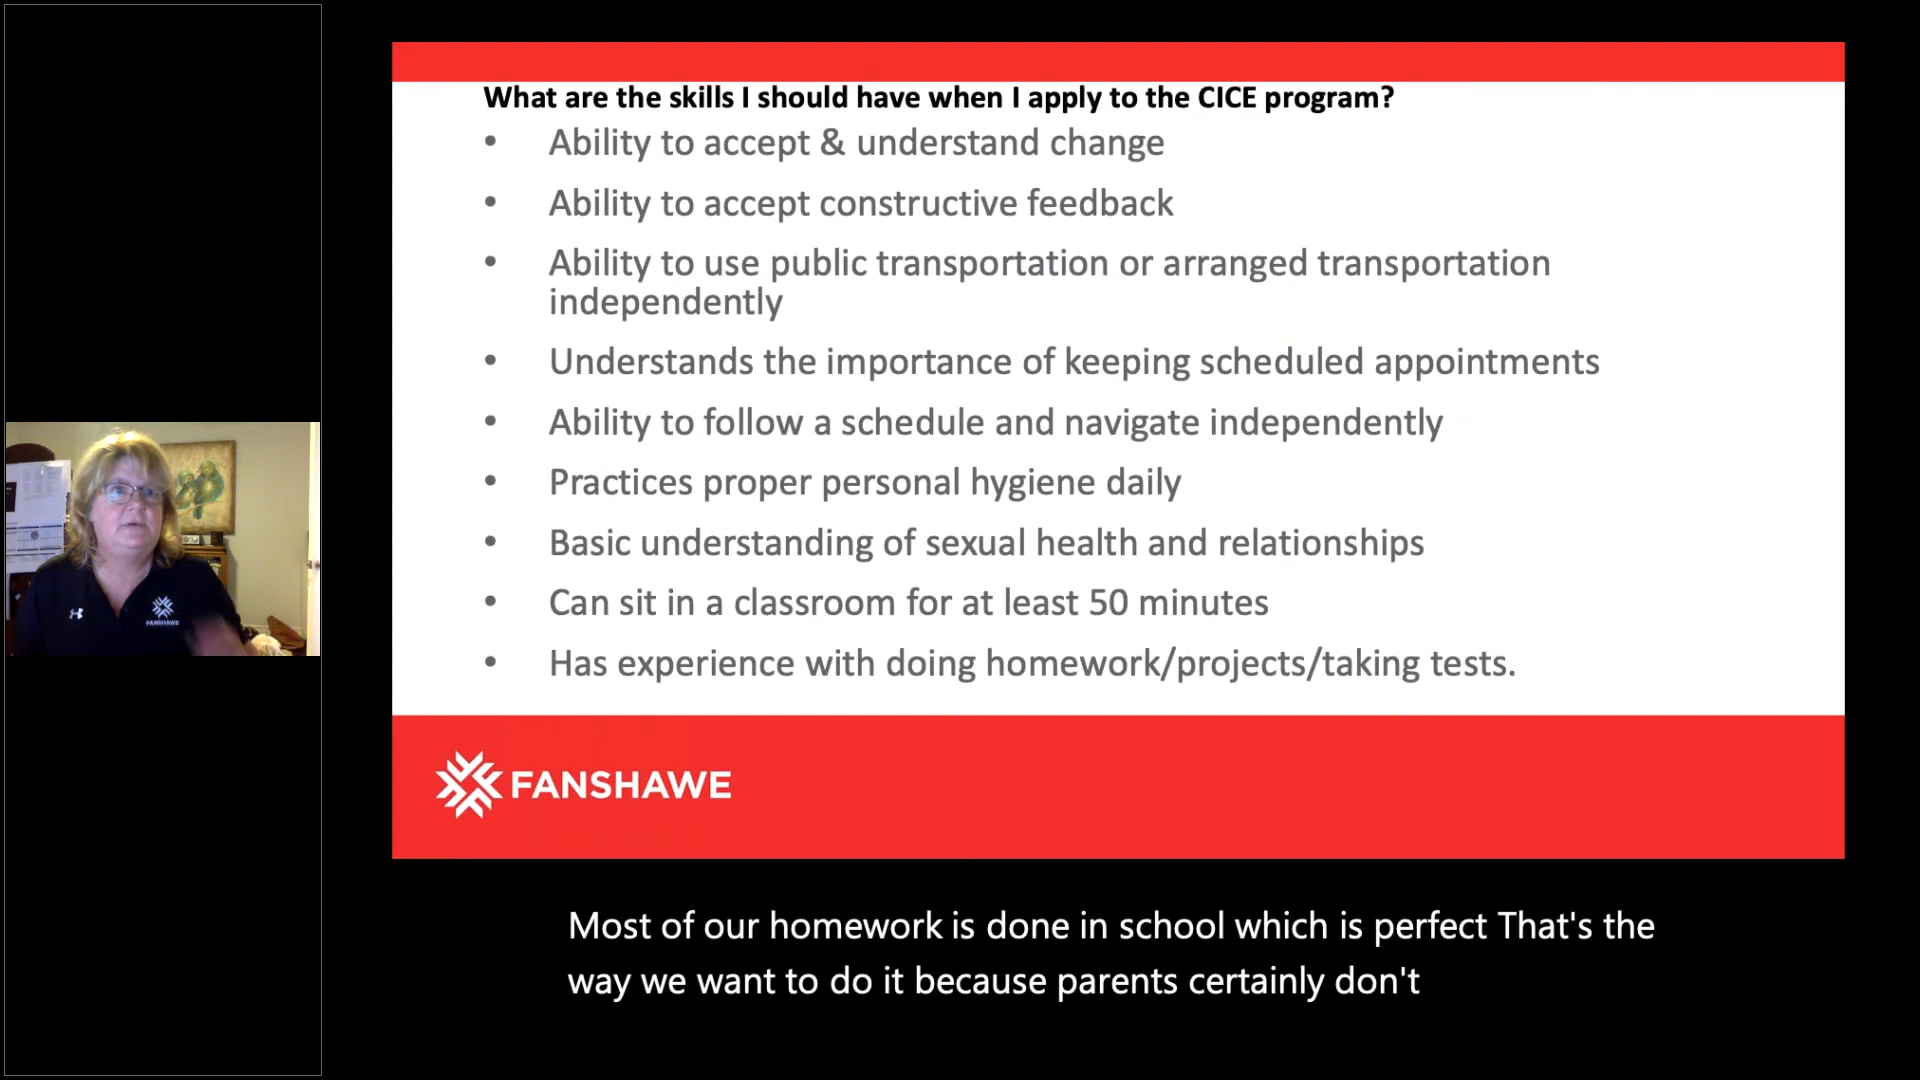 What are the skills I should have when I apply to the CICE program?
• Ability to accept & understand change
• Ability to accept constructive feedback
• Ability to use public transportation or arranged transportation
independently
• Understands the importance of keeping scheduled appointments
• Ability to follow a schedule and navigate independently
• Practices proper personal hygiene daily
• Basic understanding of sexual health and relationships
• Can sit in a classroom for at least 50 minutes
• Has experience with doing homework/projects/taking tests.
FANSHAWE
FANSHAWE
Most of our homework is done in school which is perfect That's the
way we want to do it because parents certainly don't